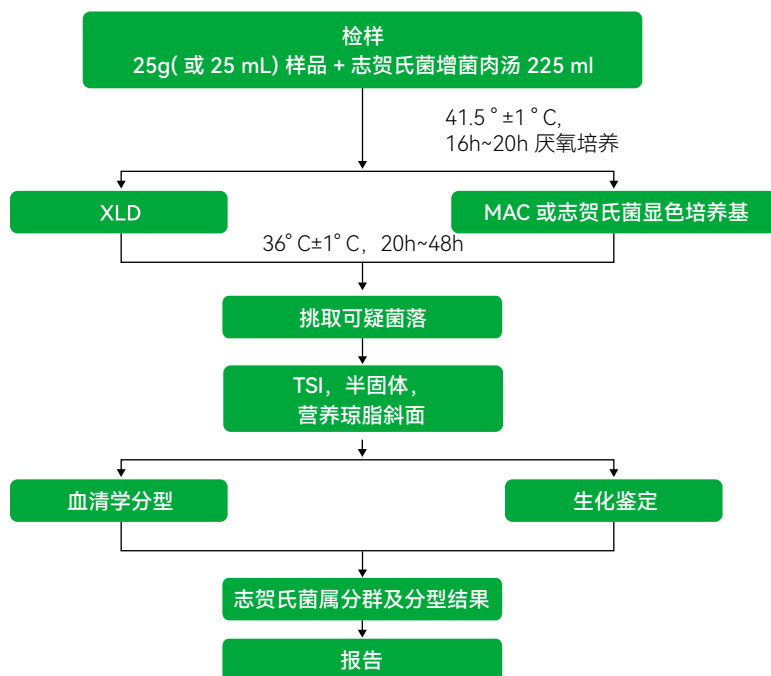 检样
25g( 或 25 mL) 样品 + 志贺氏菌增菌肉汤 225 ml
41.5 ° ±1 ° C,
16h~20h 厌氧培养
XLD
MAC 或志贺氏菌显色培养基
36° C±1° C，20h~48h
挑取可疑菌落
TSI，半固体，
营养琼脂斜面
血清学分型
生化鉴定
志贺氏菌属分群及分型结果
报告